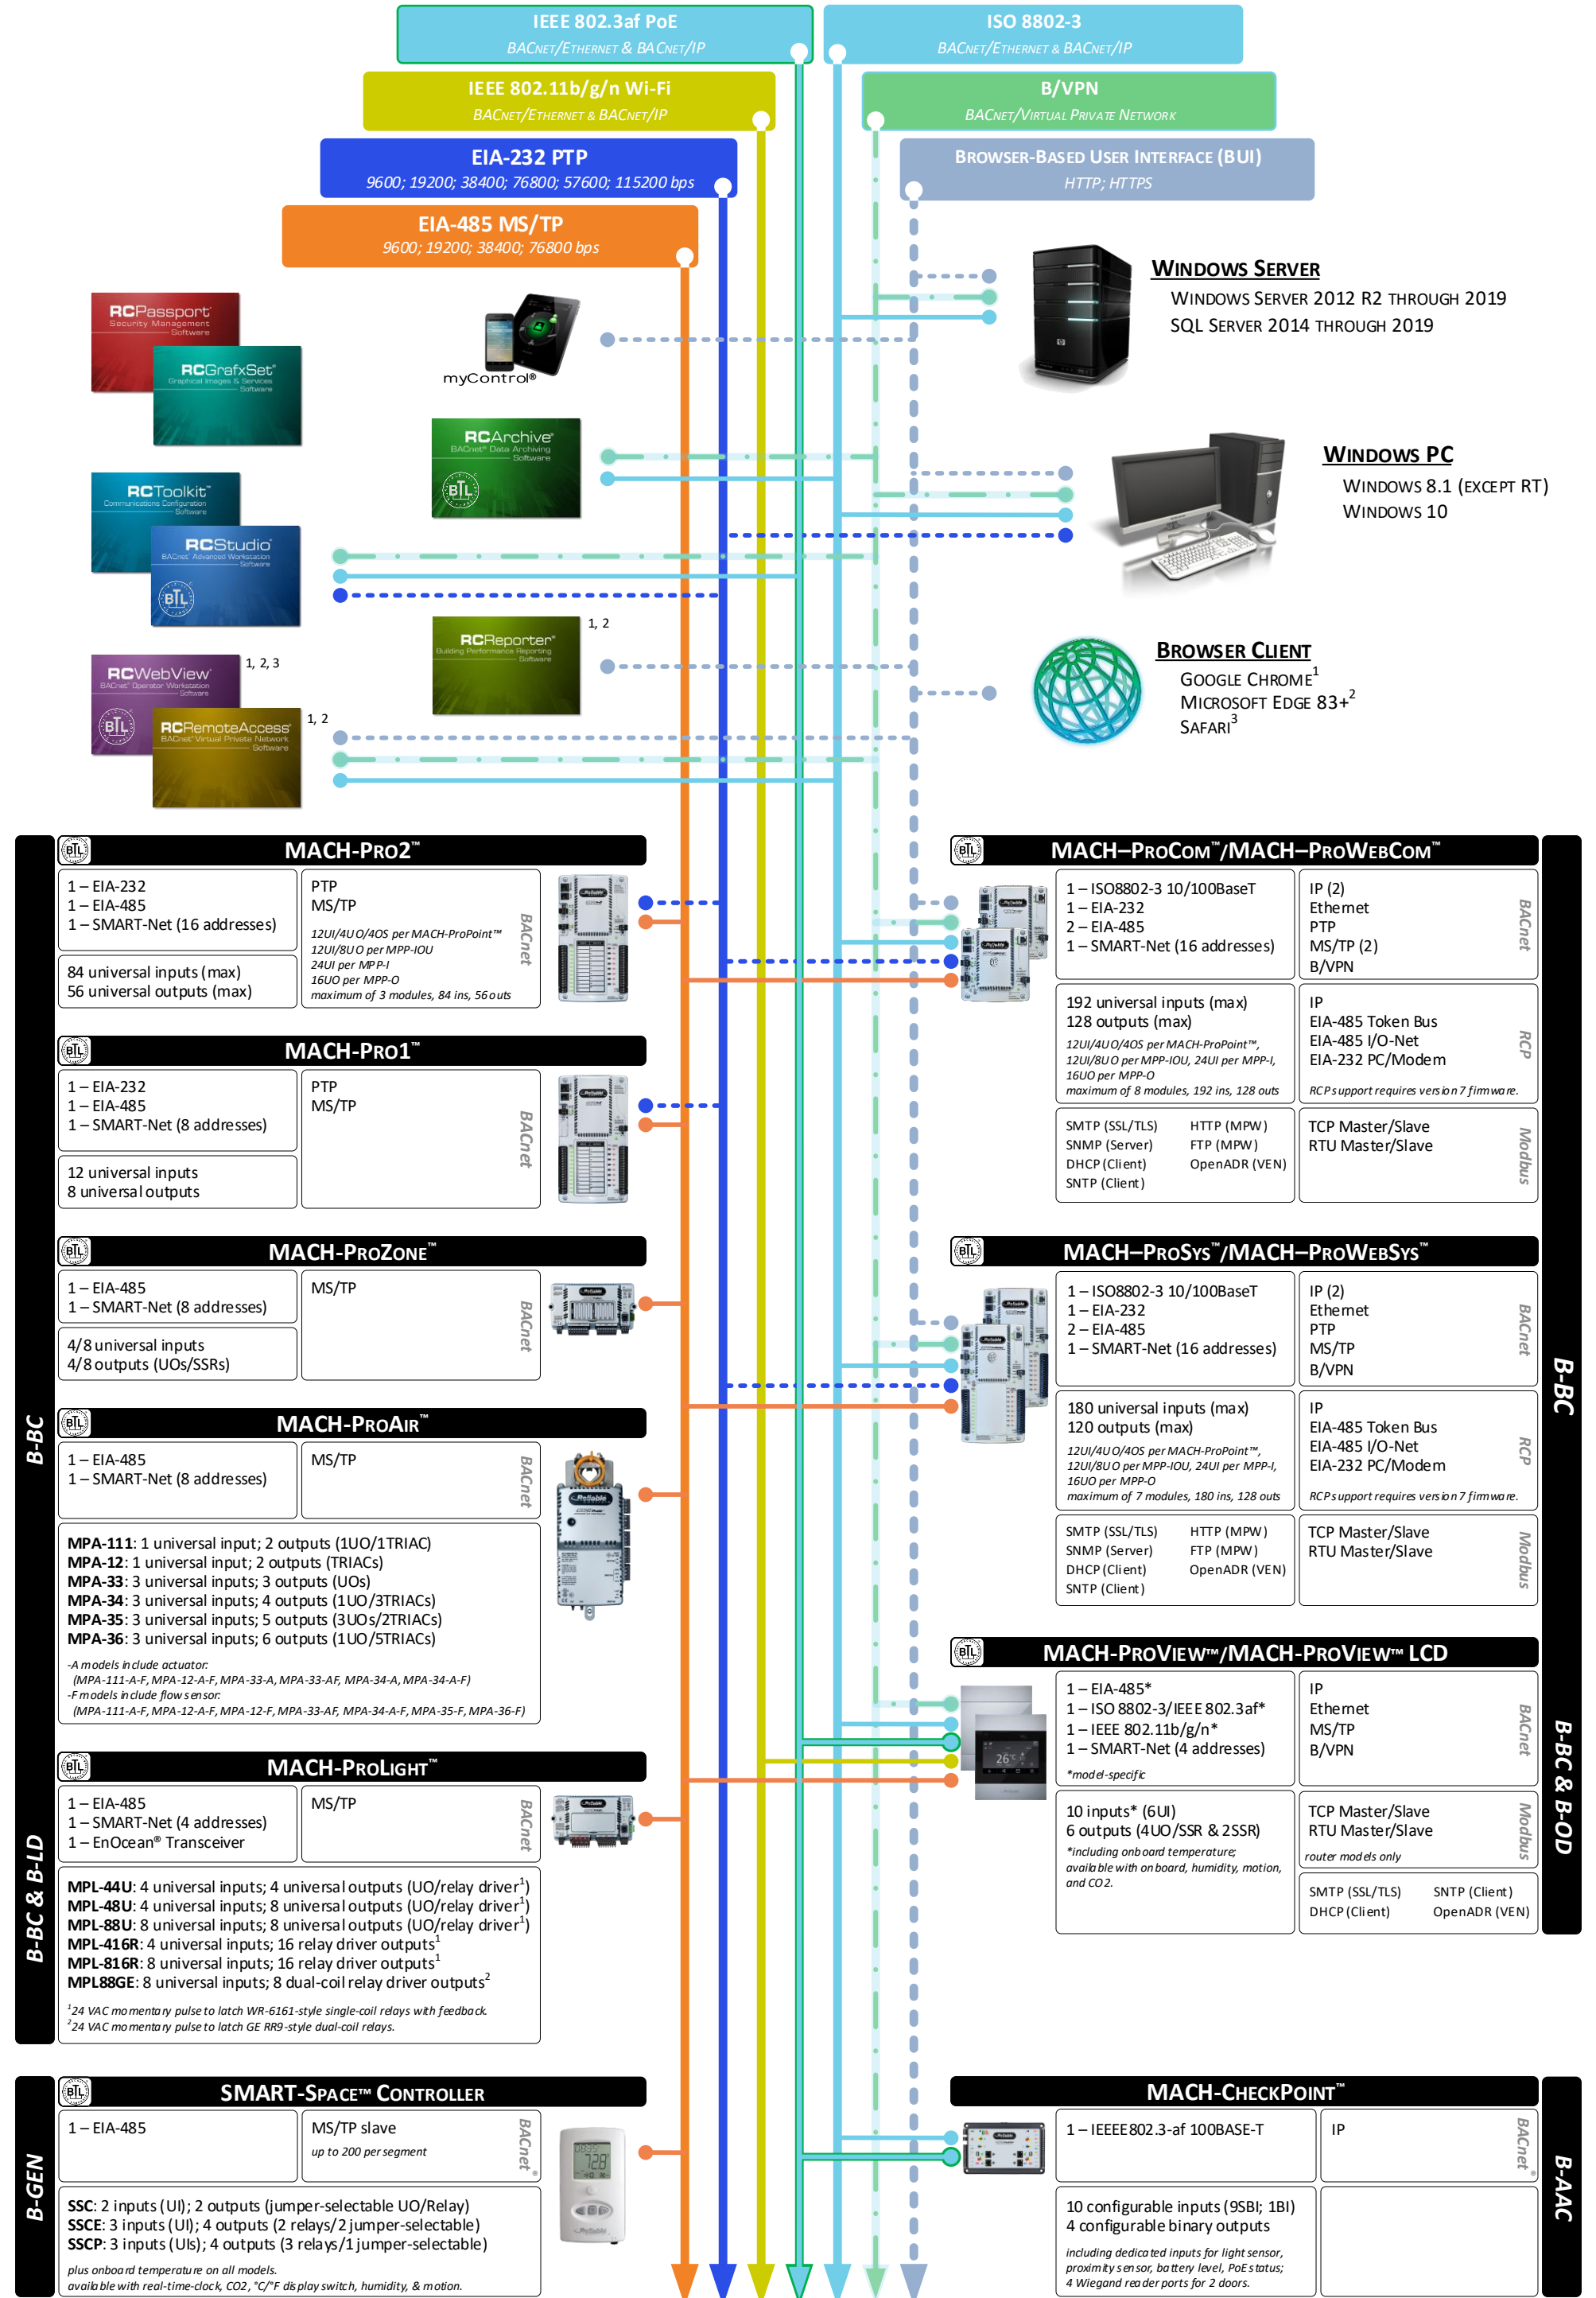 IEEE 802.3af PoE
BACnet/Ethernet & BACnet/IP
ISO 8802-3
BACnet/Ethernet & BACnet/IP
IEEE 802.11b/g/n Wi-Fi
BACnet/Ethernet & BACnet/IP
B/VPN
BACnet/Virtual Private Network
EIA-232 PTP
9600; 19200; 38400; 76800; 57600; 115200 bps
Browser-Based User Interface (BUI)
HTTP; HTTPS
EIA-485 MS/TP
9600; 19200; 38400; 76800 bps
Windows Server
Windows Server 2012 R2 through 2019
SQL Server 2014 through 2019
RCPassport®
Security Management
Software
RCGrafxSet®
Graphical Images & Services
Software
myControl®
RCArchive®
BACnet® Data Archiving
Software
BTL
Windows PC
Windows 8.1 (except RT)
Windows 10
RCToolkit™
Communications Configuration
Software
RCStudio®
BACnet® Advanced Workstation
Software
BTL
RCReporter®
Building Performance Reporting
Software
1, 2
Browser Client
Google Chrome1
Microsoft Edge 83+2
Safari3
RCWebView®
BACnet® Operator Workstation
Software
BTL
1, 2, 3
RCRemoteAccess®
BACnet® Virtual Private Network
Software
1, 2
BTL
MACH-Pro2™
1 – EIA-232
1 – EIA-485
1 – SMART-Net (16 addresses)
PTP
MS/TP
12UI/4UO/4OS per MACH-ProPoint™
12UI/8UO per MPP-IOU
24UI per MPP-I
16UO per MPP-O
maximum of 3 modules, 84 ins, 56 outs
BACnet
84 universal inputs (max)
56 universal outputs (max)
BTL
MACH-Pro1™
1 – EIA-232
1 – EIA-485
1 – SMART-Net (8 addresses)
PTP
MS/TP
BACnet
12 universal inputs
8 universal outputs
BTL
MACH-ProZone™
1 – EIA-485
1 – SMART-Net (8 addresses)
MS/TP
BACnet
4/8 universal inputs
4/8 outputs (UOs/SSRs)
BTL
MACH-ProAir™
1 – EIA-485
1 – SMART-Net (8 addresses)
MS/TP
BACnet
Reliable
MPA-111: 1 universal input; 2 outputs (1UO/1TRIAC)
MPA-12: 1 universal input; 2 outputs (TRIACs)
MPA-33: 3 universal inputs; 3 outputs (UOs)
MPA-34: 3 universal inputs; 4 outputs (1UO/3TRIACs)
MPA-35: 3 universal inputs; 5 outputs (3UOs/2TRIACs)
MPA-36: 3 universal inputs; 6 outputs (1UO/5TRIACs)
-A models include actuator:
(MPA-111-A-F, MPA-12-A-F, MPA-33-A, MPA-33-AF, MPA-34-A, MPA-34-A-F)
-F models include flow sensor:
(MPA-111-A-F, MPA-12-A-F, MPA-12-F, MPA-33-AF, MPA-34-A-F, MPA-35-F, MPA-36-F)
B-BC
BTL
MACH-ProLight™
1 – EIA-485
1 – SMART-Net (4 addresses)
1 – EnOcean® Transceiver
MS/TP
BACnet
MPL-44U: 4 universal inputs; 4 universal outputs (UO/relay driver1)
MPL-48U: 4 universal inputs; 8 universal outputs (UO/relay driver1)
MPL-88U: 8 universal inputs; 8 universal outputs (UO/relay driver1)
MPL-416R: 4 universal inputs; 16 relay driver outputs1
MPL-816R: 8 universal inputs; 16 relay driver outputs1
MPL88GE: 8 universal inputs; 8 dual-coil relay driver outputs2
124 VAC momentary pulse to latch WR-6161-style single-coil relays with feedback.
224 VAC momentary pulse to latch GE RR9-style dual-coil relays.
B-BC & B-LD
BTL
SMART-Space™ Controller
1 – EIA-485
MS/TP slave
up to 200 per segment
BACnet®
728
Reliable
SSC: 2 inputs (UI); 2 outputs (jumper-selectable UO/Relay)
SSCE: 3 inputs (UI); 4 outputs (2 relays/2 jumper-selectable)
SSCP: 3 inputs (UIs); 4 outputs (3 relays/1 jumper-selectable)
plus onboard temperature on all models.
available with real-time-clock, CO2, °C/°F display switch, humidity, & motion.
B-GEN
BTL
MACH–ProCom™/MACH–ProWebCom™
1 – ISO8802-3 10/100BaseT
1 – EIA-232
2 – EIA-485
1 – SMART-Net (16 addresses)
IP (2)
Ethernet
PTP
MS/TP (2)
B/VPN
BACnet
192 universal inputs (max)
128 outputs (max)
12UI/4UO/4OS per MACH-ProPoint™,
12UI/8UO per MPP-IOU, 24UI per MPP-I,
16UO per MPP-O
maximum of 8 modules, 192 ins, 128 outs
IP
EIA-485 Token Bus
EIA-485 I/O-Net
EIA-232 PC/Modem
RCP support requires version 7 firmware.
RCP
SMTP (SSL/TLS)
SNMP (Server)
DHCP (Client)
SNTP (Client)
HTTP (MPW)
FTP (MPW)
OpenADR (VEN)
TCP Master/Slave
RTU Master/Slave
Modbus
BTL
MACH–ProSys™/MACH–ProWebSys™
1 – ISO8802-3 10/100BaseT
1 – EIA-232
2 – EIA-485
1 – SMART-Net (16 addresses)
IP (2)
Ethernet
PTP
MS/TP
B/VPN
BACnet
180 universal inputs (max)
120 outputs (max)
12UI/4UO/4OS per MACH-ProPoint™,
12UI/8UO per MPP-IOU, 24UI per MPP-I,
16UO per MPP-O
maximum of 7 modules, 180 ins, 128 outs
IP
EIA-485 Token Bus
EIA-485 I/O-Net
EIA-232 PC/Modem
RCP support requires version 7 firmware.
RCP
SMTP (SSL/TLS)
SNMP (Server)
DHCP (Client)
SNTP (Client)
HTTP (MPW)
FTP (MPW)
OpenADR (VEN)
TCP Master/Slave
RTU Master/Slave
Modbus
B-BC
BTL
MACH-ProView™/MACH-ProView™ LCD
1 – EIA-485*
1 – ISO 8802-3/IEEE 802.3af*
1 – IEEE 802.11b/g/n*
1 – SMART-Net (4 addresses)
*model-specific
IP
Ethernet
MS/TP
B/VPN
BACnet
26°
10 inputs* (6UI)
6 outputs (4UO/SSR & 2SSR)
*including onboard temperature;
available with onboard, humidity, motion,
and CO2.
TCP Master/Slave
RTU Master/Slave
router models only
Modbus
SMTP (SSL/TLS)
DHCP (Client)
SNTP (Client)
OpenADR (VEN)
B-BC & B-OD
MACH-CheckPoint™
1 – IEEEE802.3-af 100BASE-T
IP
BACnet®
10 configurable inputs (9SBI; 1BI)
4 configurable binary outputs
including dedicated inputs for light sensor,
proximity sensor, battery level, PoE status;
4 Wiegand reader ports for 2 doors.
B-AAC